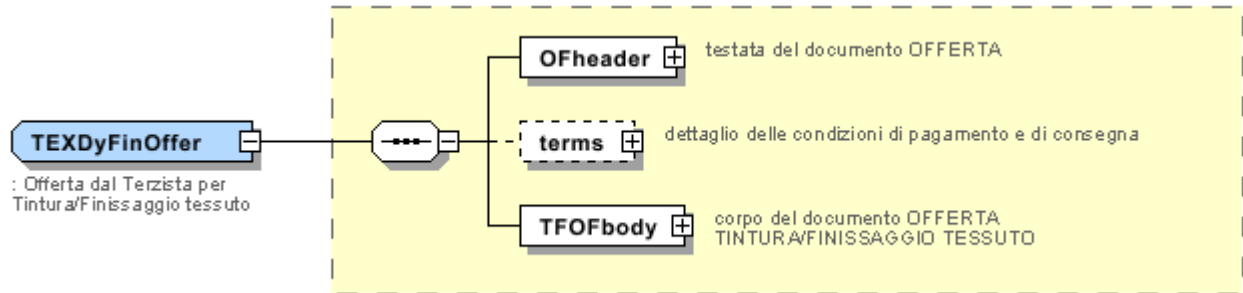 OFheader
testata del documento OFFERTA
TEXDyFinOffer
: Offerta dal Terzista per
Tintura/Finissaggio tessuto
terms
dettaglio delle condizioni di pagamento e di consegna
TFOFbody
corpo del documento OFFERTA
TINTURA/FINISSAGGIO TESSUTO